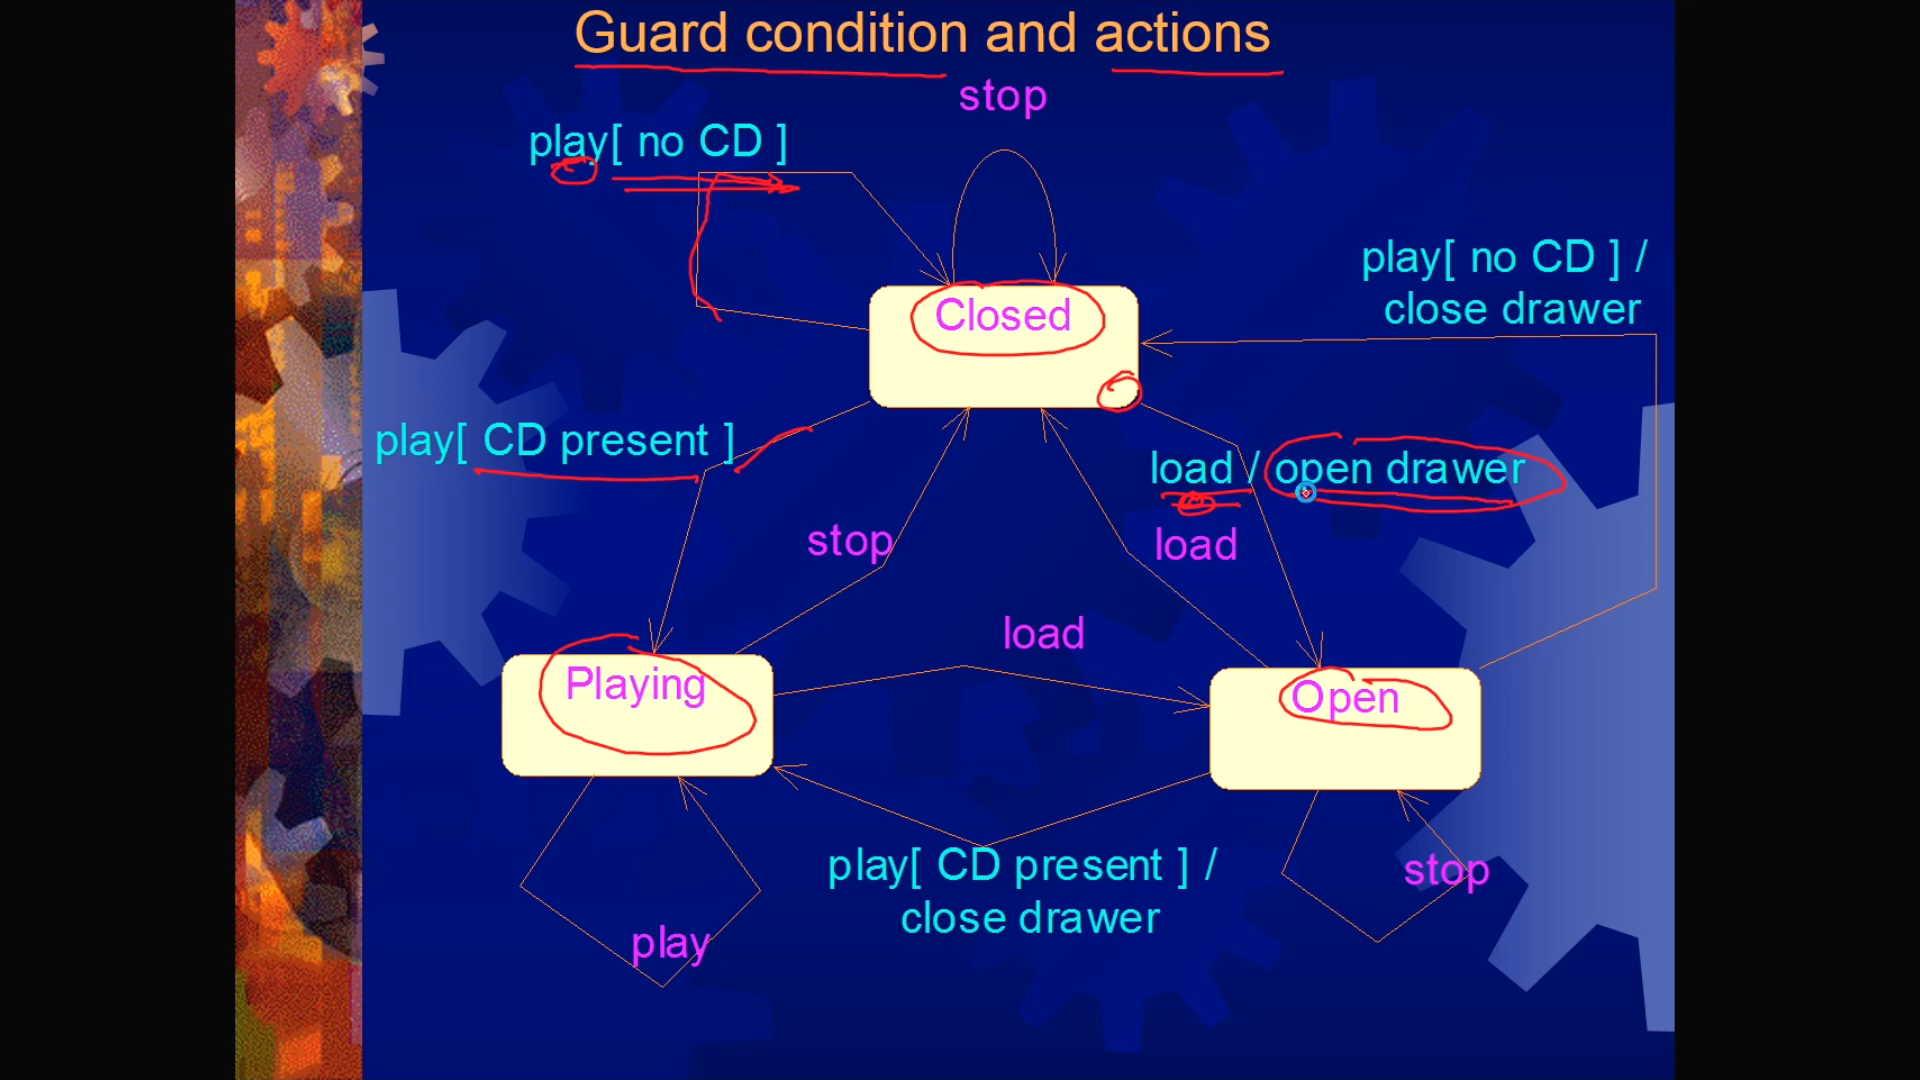 Guard condition and actions
stop
play[ no CD ]
play[ no CD ] /
close drawer
Closed
play[ CD present ]
load / open drawer
stop
load
load
Playing
Open
play[ CD present ] /
close drawer
stop
play